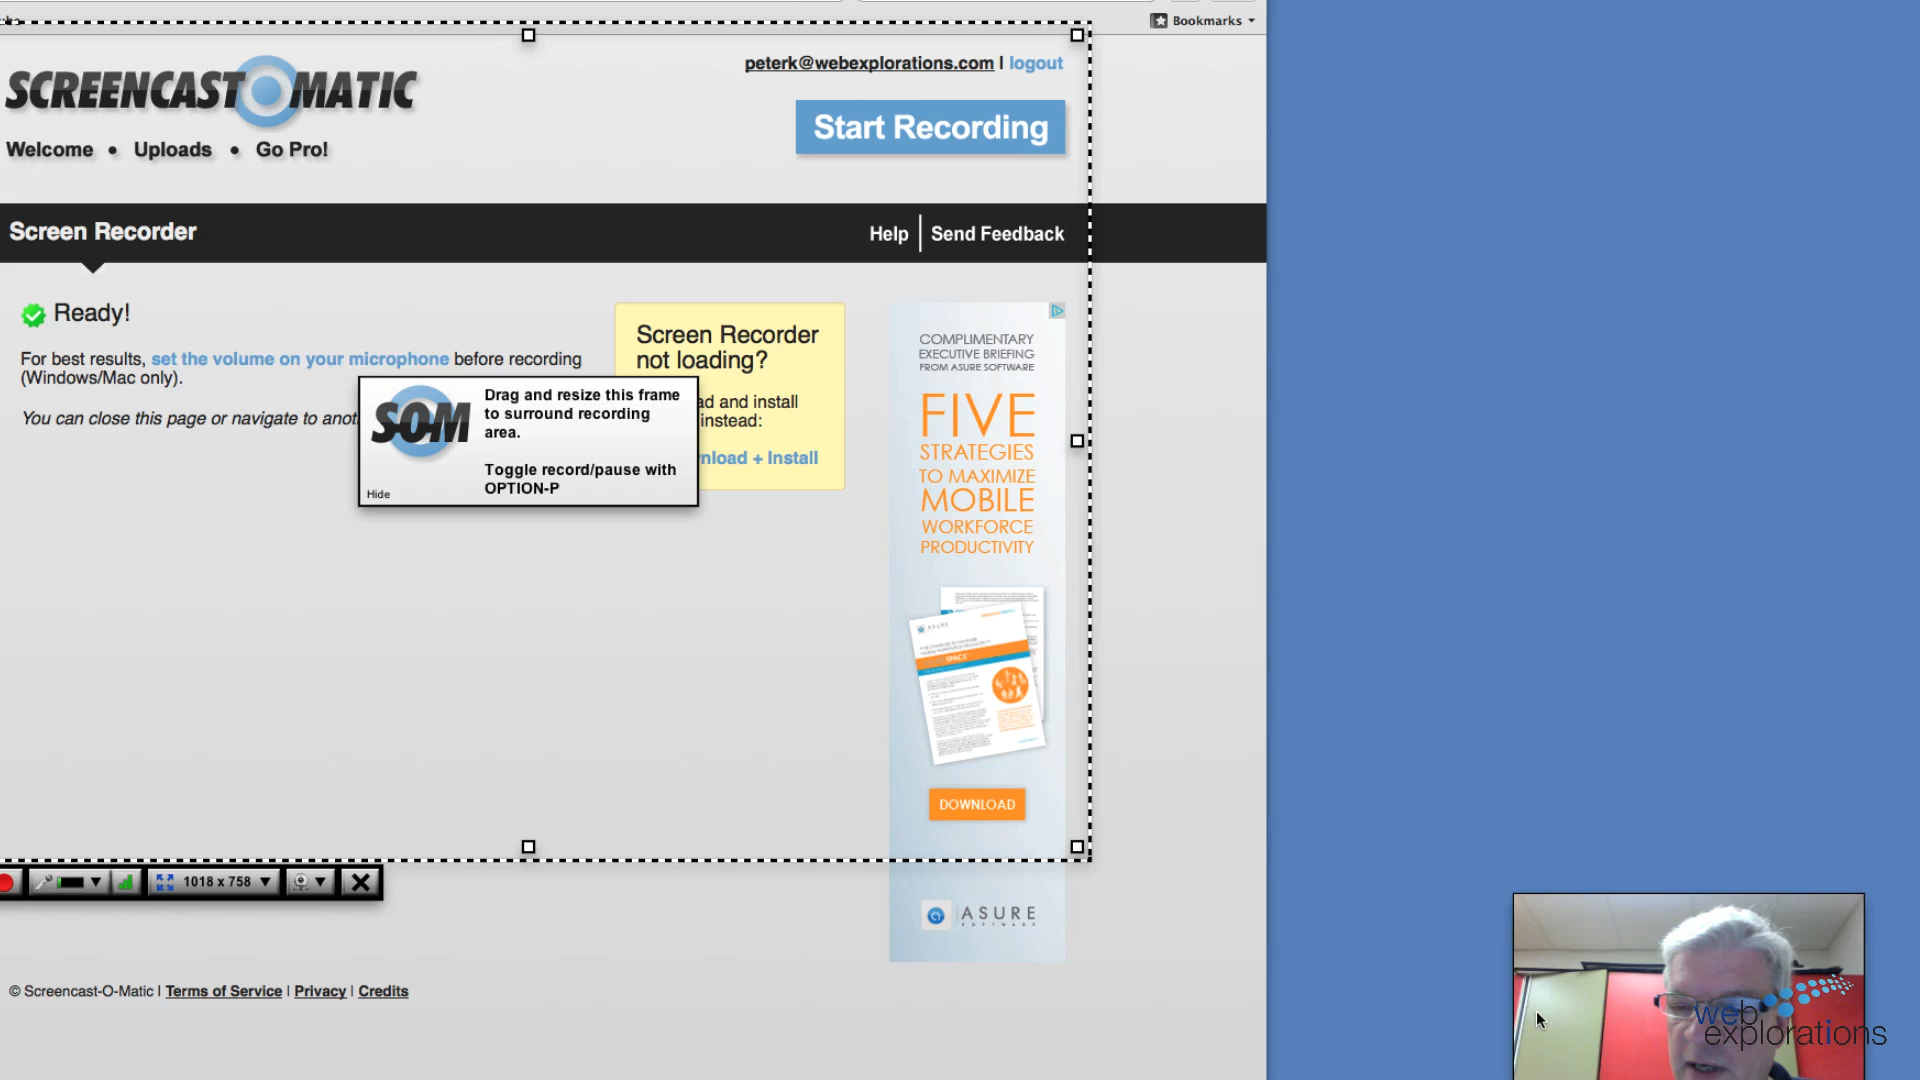 Bookmarks
SCREENCAST O MATIC
peterk@webexplorations.com | logout
Start Recording
Welcome • Uploads • Go Pro!
Screen Recorder
Help
Send Feedback
Ready!
For best results, set the volume on your microphone before recording
(Windows/Mac only).
You can close this page or navigate to
Screen Recorder
not loading?
and install
instead:
+ Install
SOM
Drag and resize this frame
to surround recording
area.
Toggle record/pause with
OPTION-P
Hide
COMPLIMENTARY
EXECUTIVE BRIEFING
FROM ASURE SOFTWARE
FIVE
STRATEGIES
TO MAXIMIZE
MOBILE
WORKFORCE
PRODUCTIVITY
ASURE
SPACE
DOWNLOAD
ASURE
SOFTWARE
1018 x 758
© Screencast-O-Matic | Terms of Service | Privacy | Credits
web
explorations